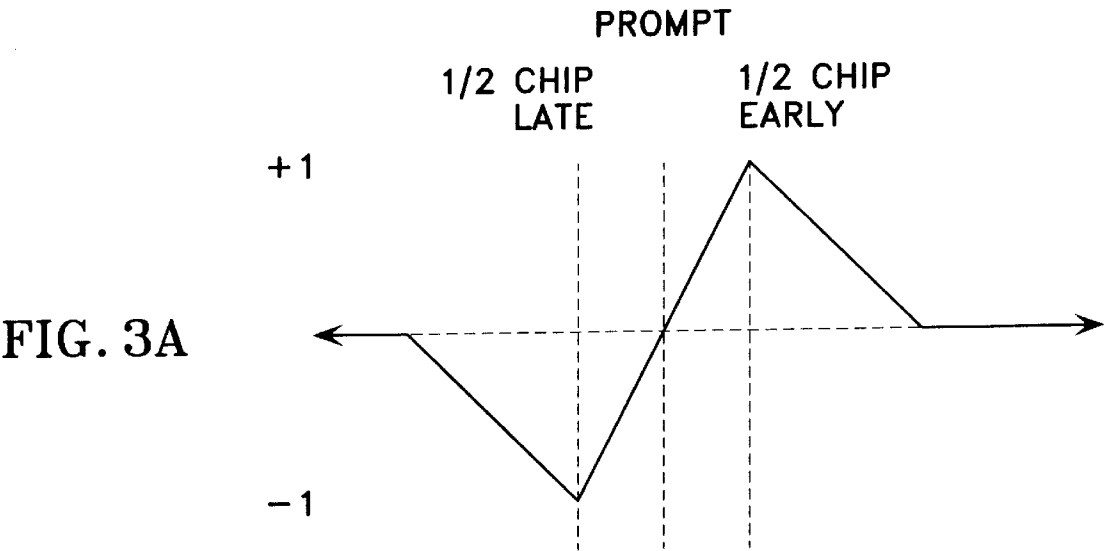 PROMPT
1/2 CHIP
LATE
1/2 CHIP
EARLY
+1
FIG. 3A
-1